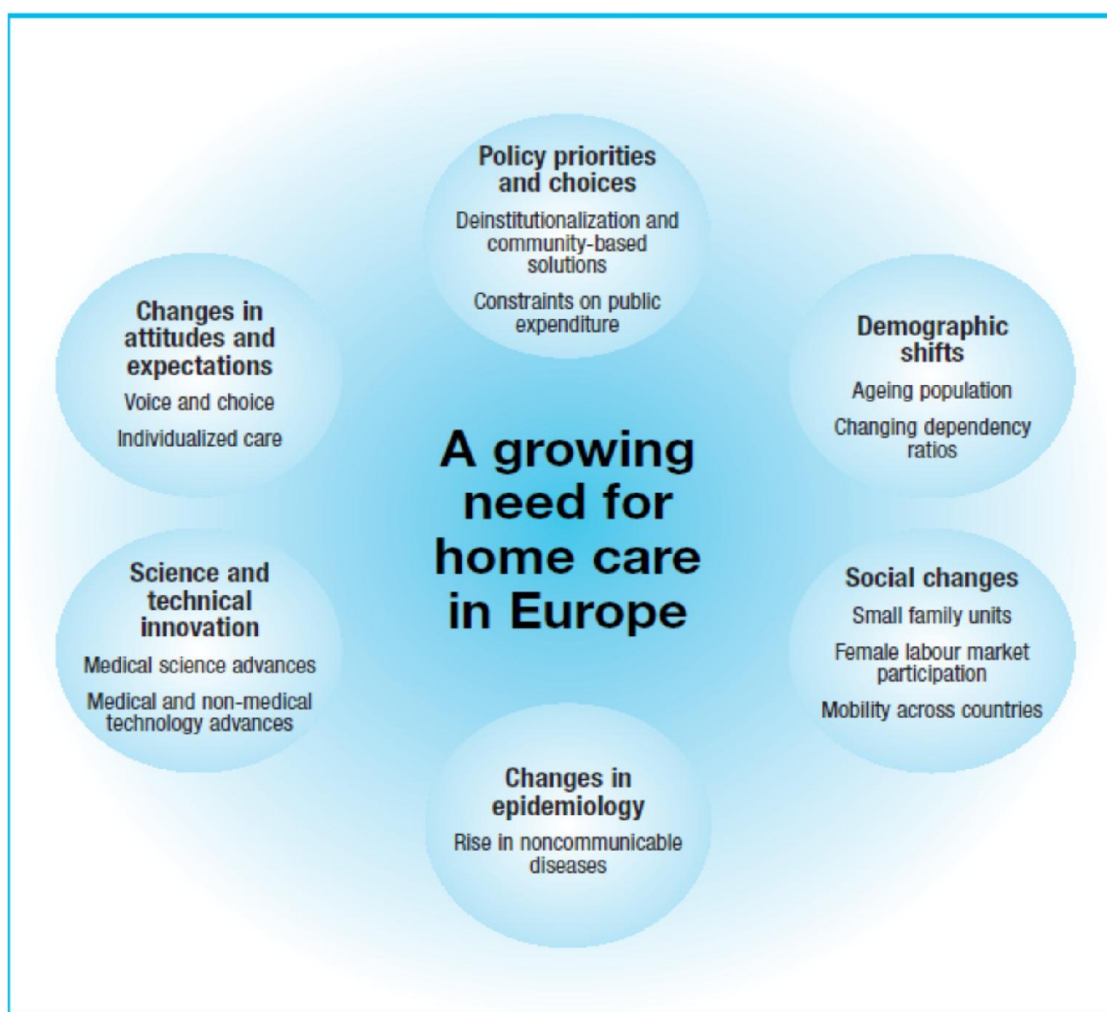 Policy priorities
and choices
Deinstitutionalization and
community-based
solutions
Constraints on public
expenditure
Changes in
attitudes and
expectations
Voice and choice
Individualized care
Demographic
shifts
Ageing population
Changing dependency
ratios
A growing
need for
home care
in Europe
Science and
technical
innovation
Medical science advances
Medical and non-medical
technology advances
Social changes
Small family units
Female labour market
participation
Mobility across countries
Changes in
epidemiology
Rise in noncommunicable
diseases